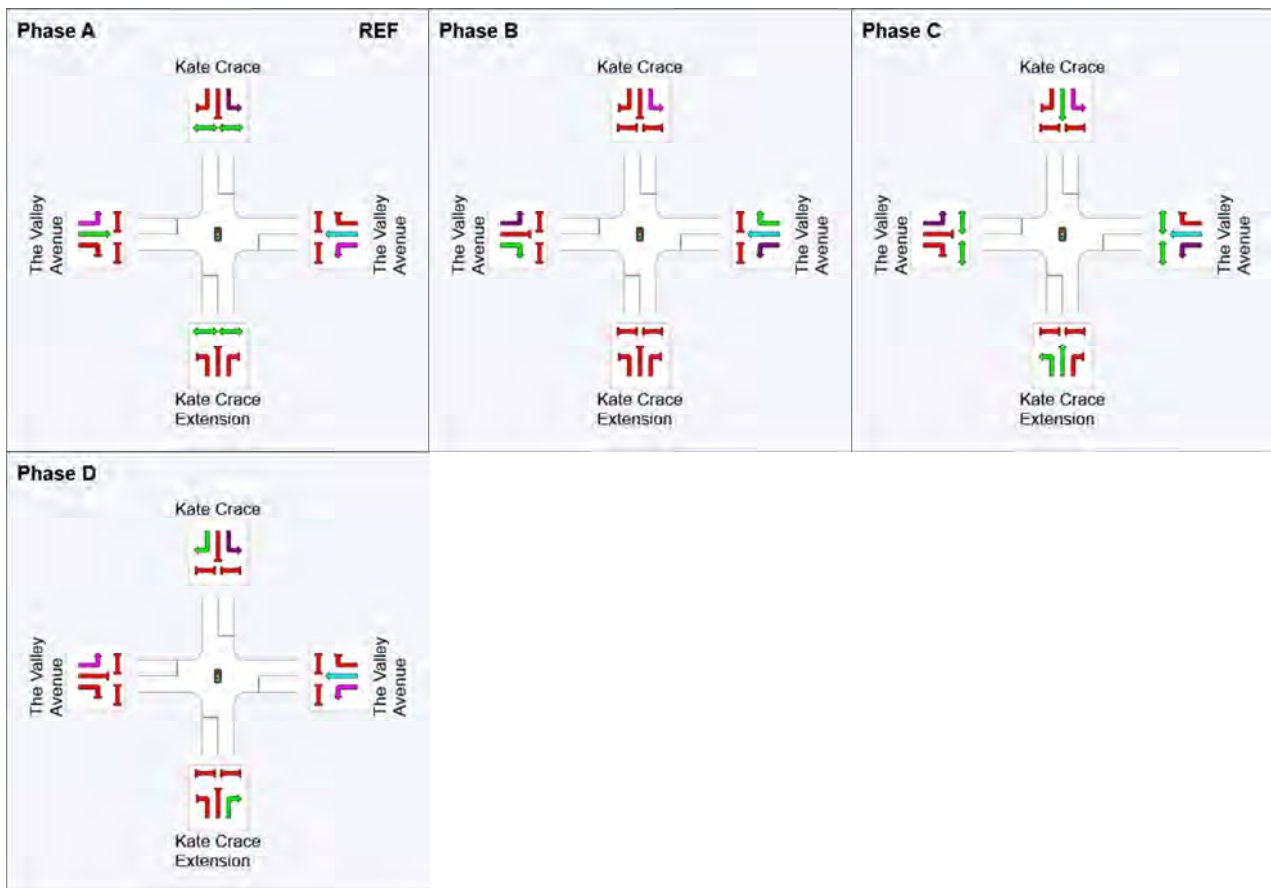 Phase A
REF
Kate Crace
The Valley
Avenue
The Valley
Avenue
Kate Crace
Extension
Phase B
Kate Crace
The Valley
Avenue
The Valley
Avenue
Kate Crace
Extension
Phase C
Kate Crace
The Valley
Avenue
The Valley
Avenue
Kate Crace
Extension
Phase D
Kate Crace
The Valley
Avenue
The Valley
Avenue
Kate Crace
Extension